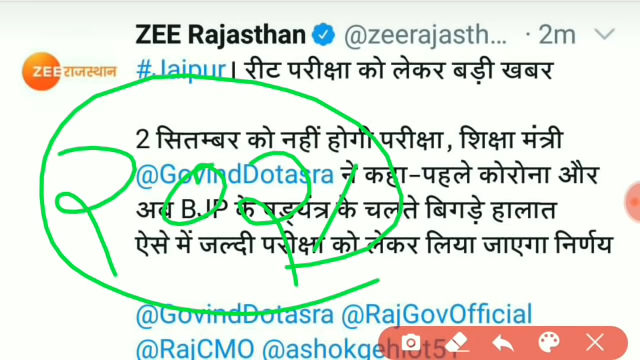 ZEE Rajasthan @zeerajasth... · 2m
ZEE राजस्थान
#Jaipur। रीट परीक्षा को लेकर बड़ी खबर
2 सितम्बर को नहीं होगी परीक्षा, शिक्षा मंत्री
@GovindDotasra ने कहा-पहले कोरोना और
अब BJP के षड्यंत्र के चलते बिगड़े हालात
ऐसे में जल्दी परीक्षा को लेकर लिया जाएगा निर्णय
@GovindDotasra @RajGovOfficial
@RajCMO @ashokgehlot51